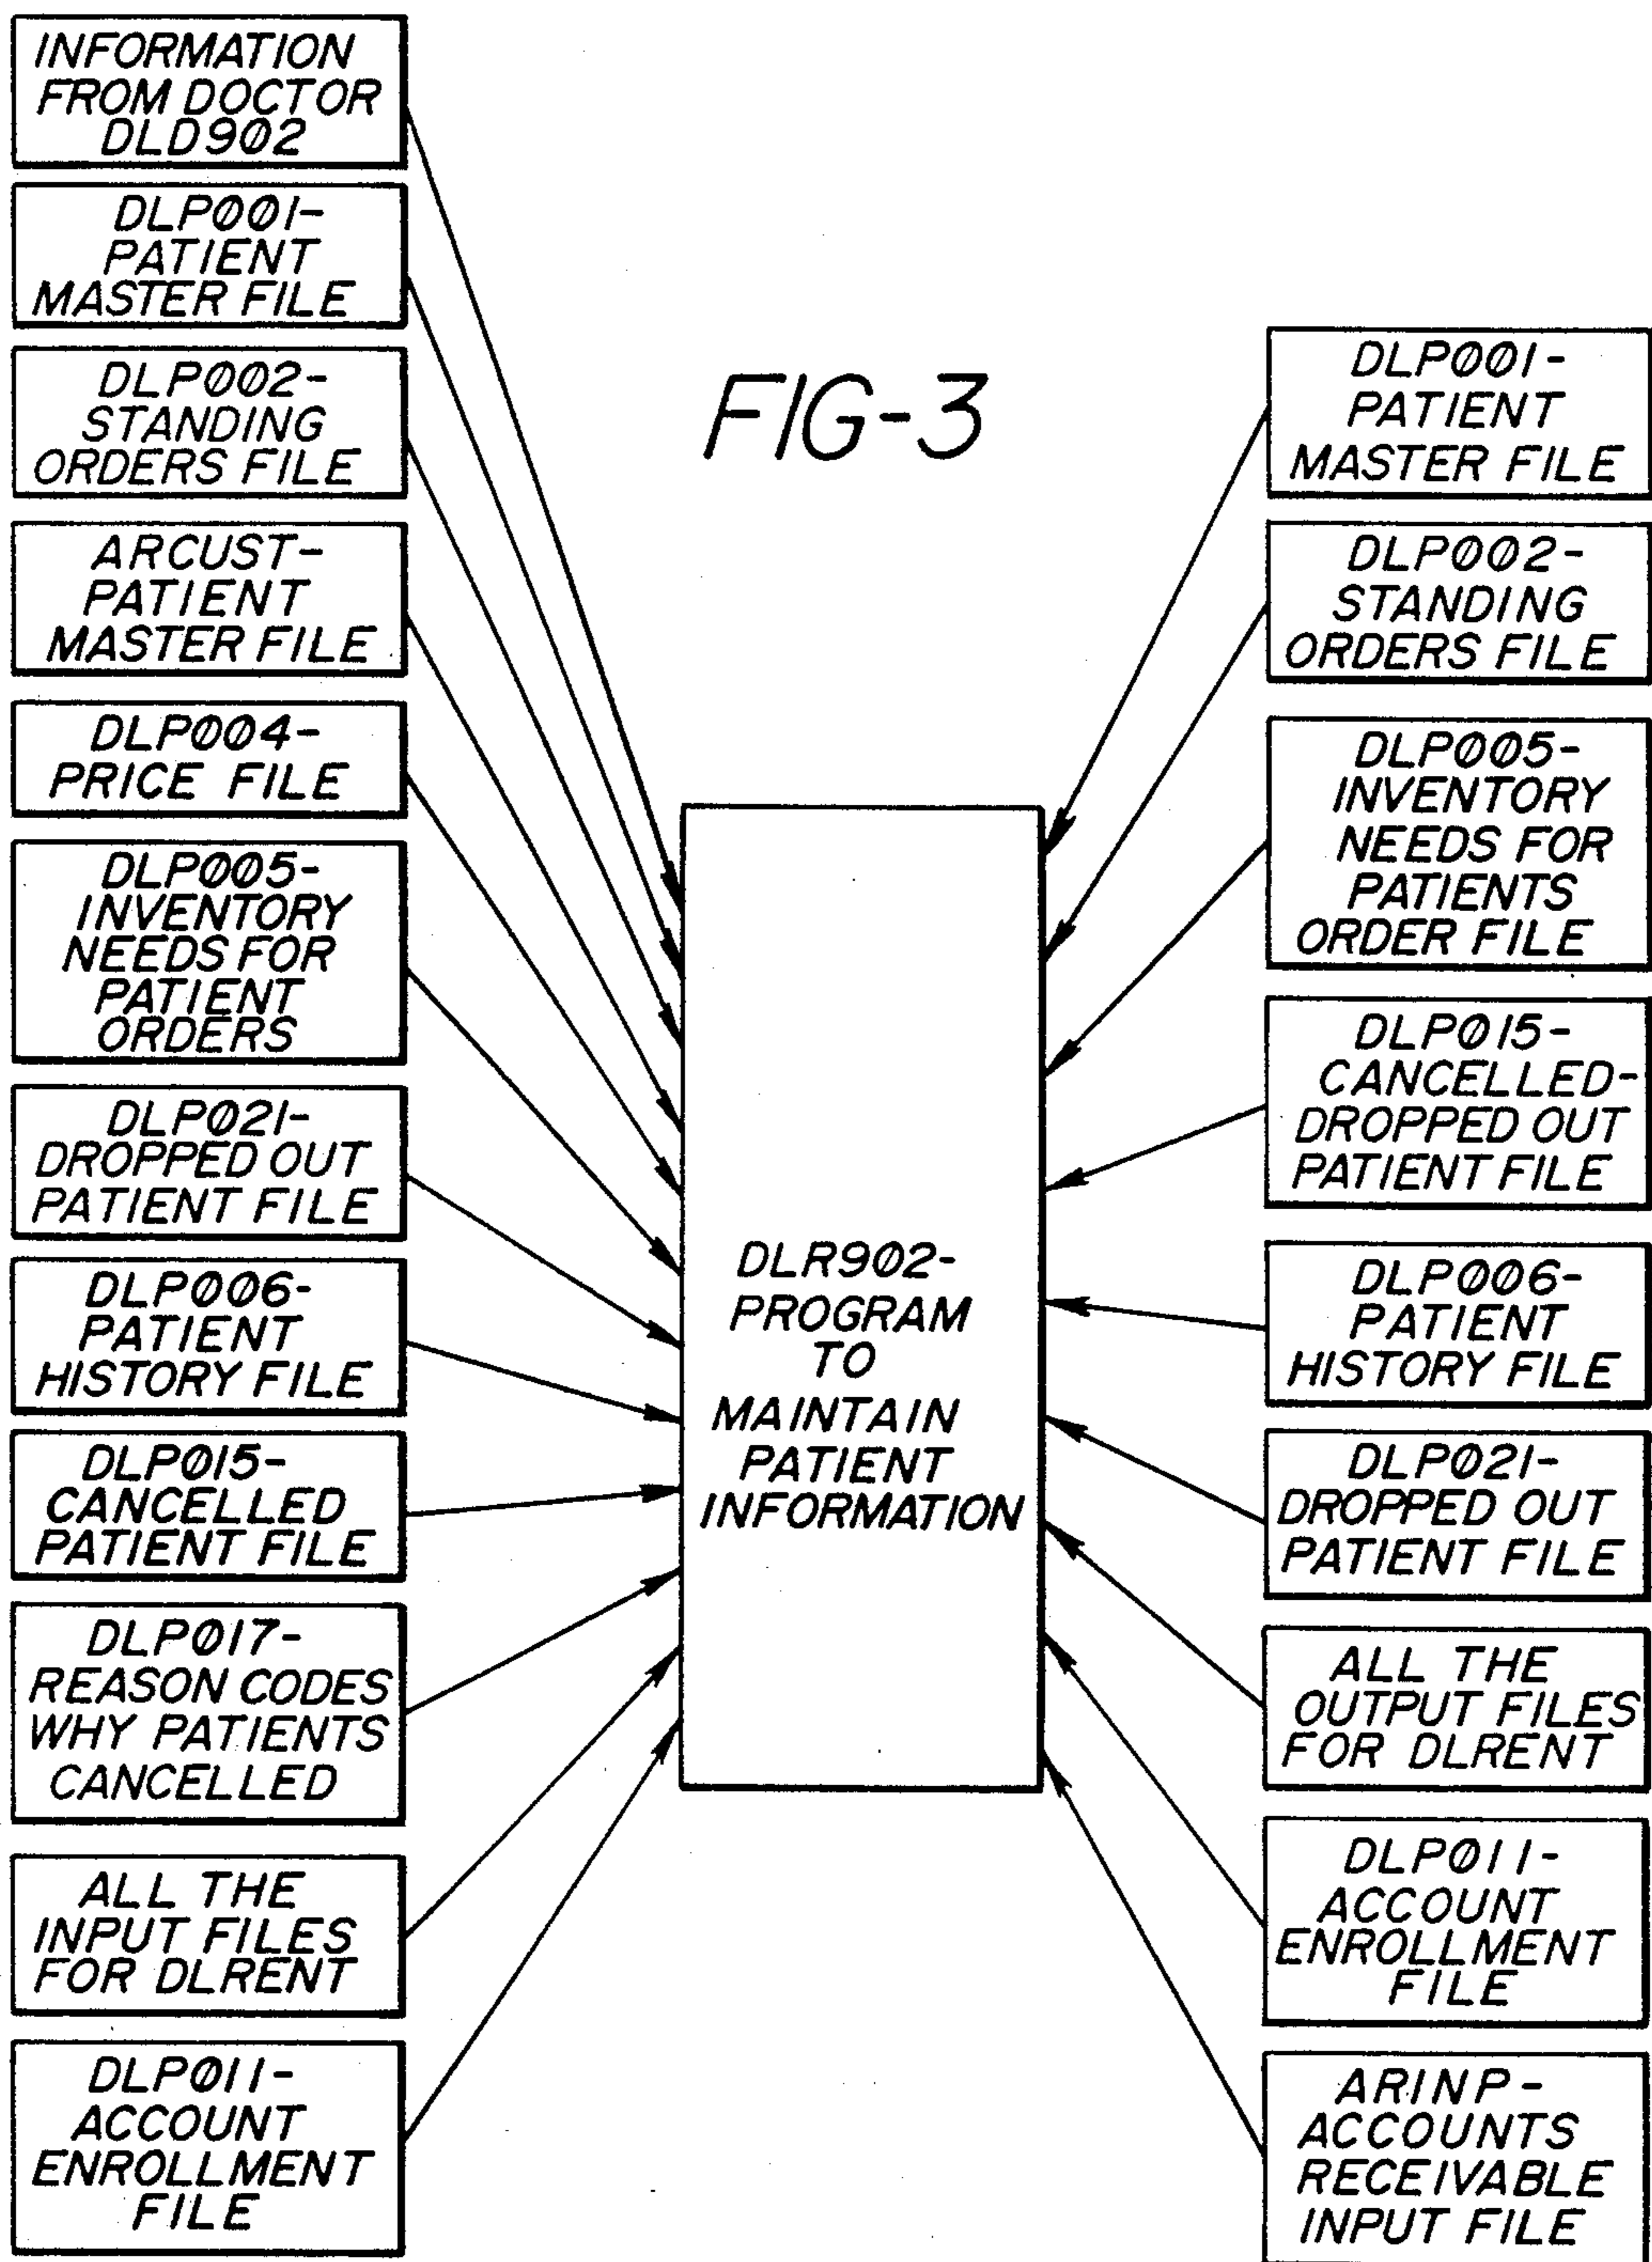 INFORMATION
FROM DOCTOR
DLD902
DLP001-
PATIENT
MASTER FILE
DLP002-
STANDING
ORDERS FILE
ARCUST-
PATIENT
MASTER FILE
DLP004-
PRICE FILE
DLP005-
INVENTORY
NEEDS FOR
PATIENT
ORDERS
DLP021-
DROPPED OUT
PATIENT FILE
DLP006-
PATIENT
HISTORY FILE
DLP015-
CANCELLED
PATIENT FILE
DLP017-
REASON CODES
WHY PATIENTS
CANCELLED
ALL THE
INPUT FILES
FOR DLRENT
DLP011-
ACCOUNT
ENROLLMENT
FILE
FIG-3
DLR902-
PROGRAM
TO
MAINTAIN
PATIENT
INFORMATION
DLP001-
PATIENT
MASTER FILE
DLP002-
STANDING
ORDERS FILE
DLP005-
INVENTORY
NEEDS FOR
PATIENTS
ORDER FILE
DLP015-
CANCELLED-
DROPPED OUT
PATIENT FILE
DLP006-
PATIENT
HISTORY FILE
DLP021-
DROPPED OUT
PATIENT FILE
ALL THE
OUTPUT FILES
FOR DLRENT
DLP011-
ACCOUNT
ENROLLMENT
FILE
ARINP-
ACCOUNTS
RECEIVABLE
INPUT FILE